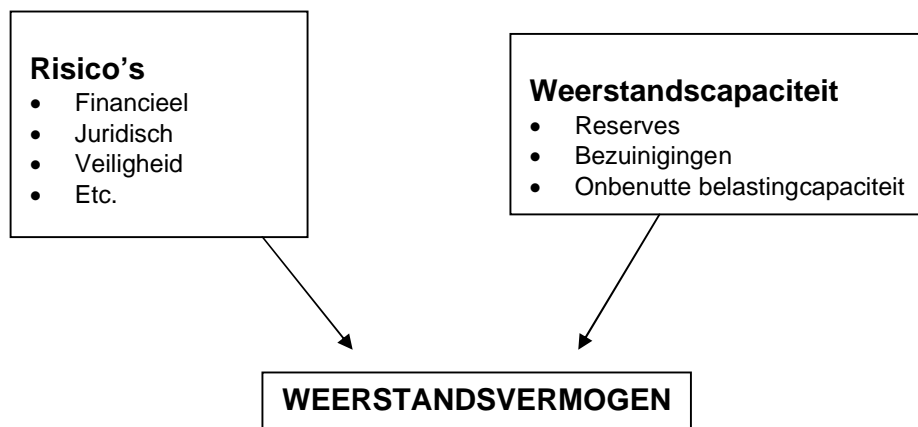 Risico’s
• Financieel
• Juridisch
• Veiligheid
• Etc.
Weerstandscapaciteit
• Reserves
• Bezuinigingen
• Onbenutte belastingcapaciteit
WEERSTANDSVERMOGEN